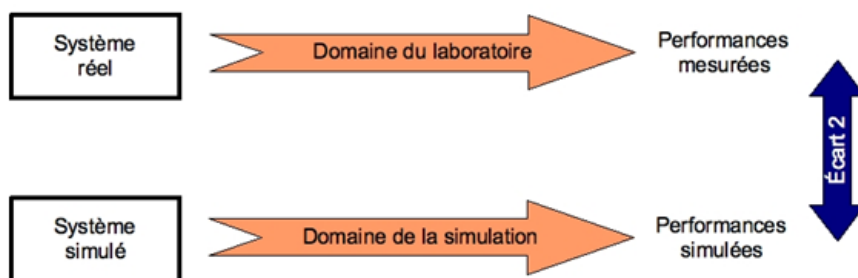 Système
réel
Domaine du laboratoire
Performances
mesurées
Écart 2
Système
simulé
Domaine de la simulation
Performances
simulées